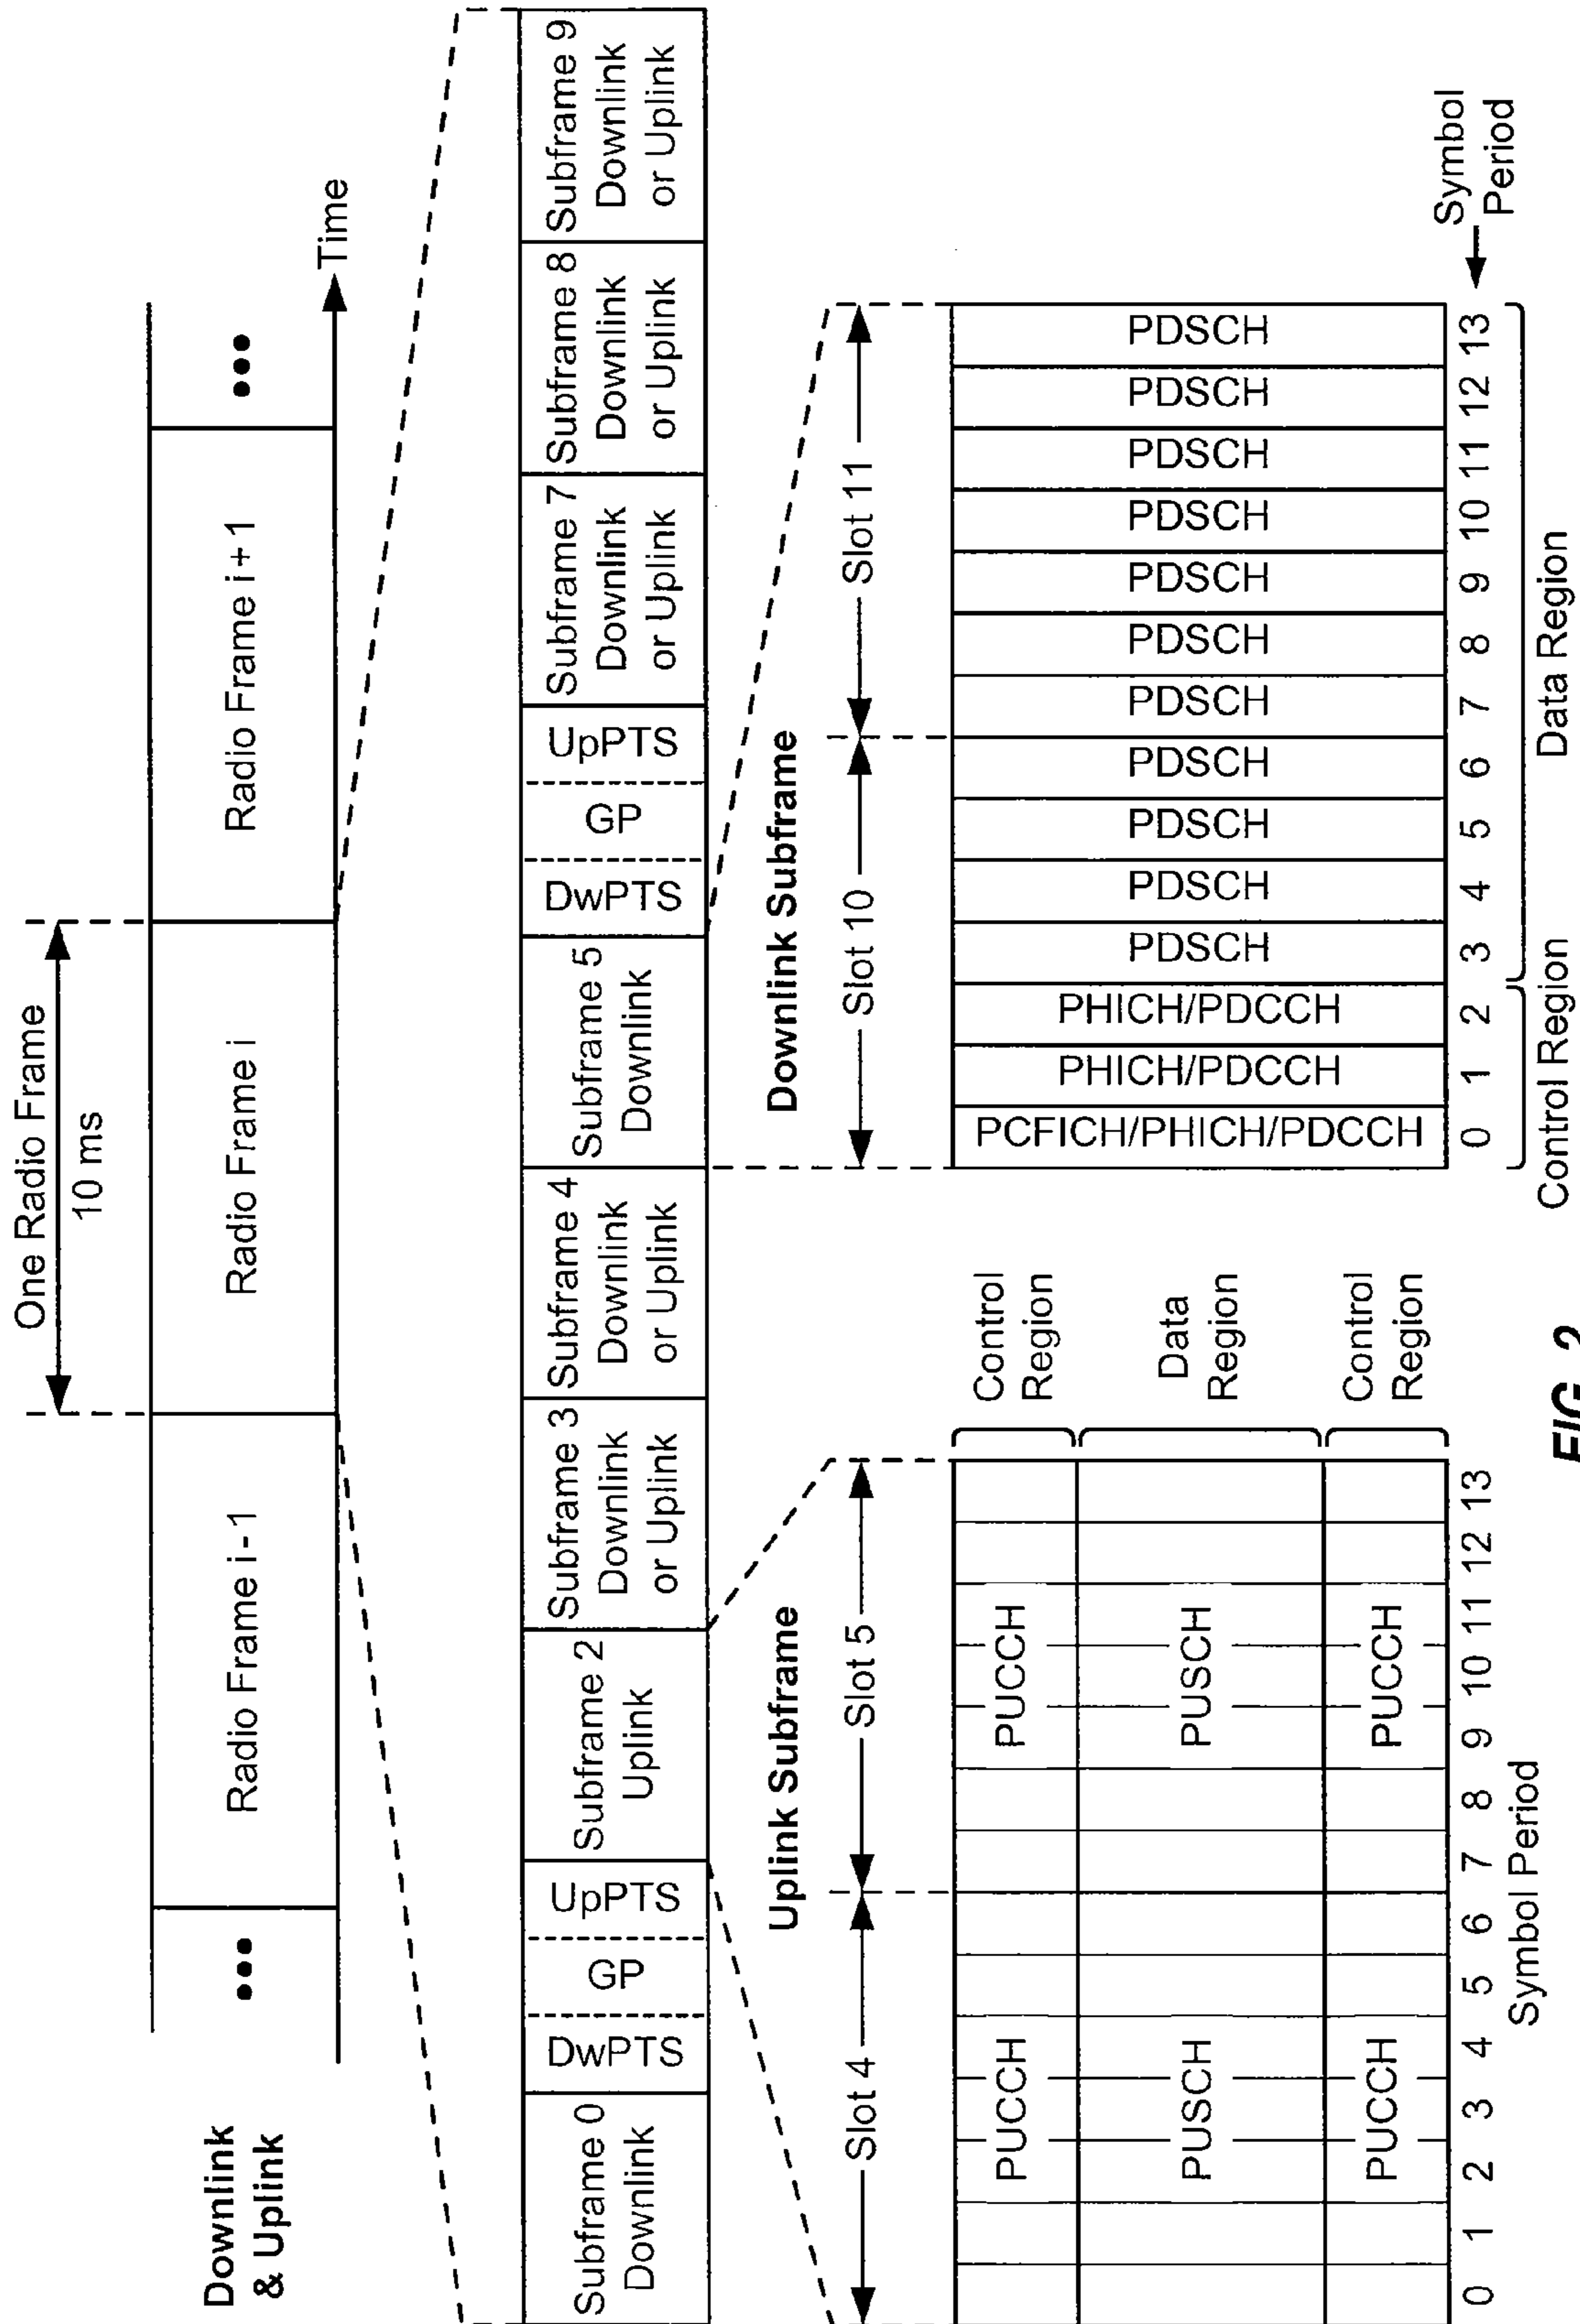 One Radio Frame
10 ms
Downlink
& Uplink
•••
Radio Frame i - 1
Radio Frame i
Radio Frame i + 1
•••
Time
Subframe 0
Downlink
DwPTS
GP
UpPTS
Subframe 2
Uplink
Subframe 3
Downlink
or Uplink
Subframe 4
Downlink
or Uplink
Subframe 5
Downlink
DwPTS
GP
UpPTS
Subframe 7
Downlink
or Uplink
Subframe 8
Downlink
or Uplink
Subframe 9
Downlink
or Uplink
Uplink Subframe
Slot 4
Slot 5
PUCCH
PUCCH
Control
Region
PUSCH
PUSCH
Data
Region
PUCCH
PUCCH
Control
Region
0 1 2 3 4 5 6 7 8 9 10 11 12 13
Symbol Period
Downlink Subframe
Slot 10
Slot 11
PCFICH/PHICH/PDCCH
PHICH/PDCCH
PHICH/PDCCH
PDSCH
PDSCH
PDSCH
PDSCH
PDSCH
PDSCH
PDSCH
PDSCH
PDSCH
PDSCH
PDSCH
0 1 2 3 4 5 6 7 8 9 10 11 12 13
Symbol
Period
Control Region
Data Region
FIG. 2